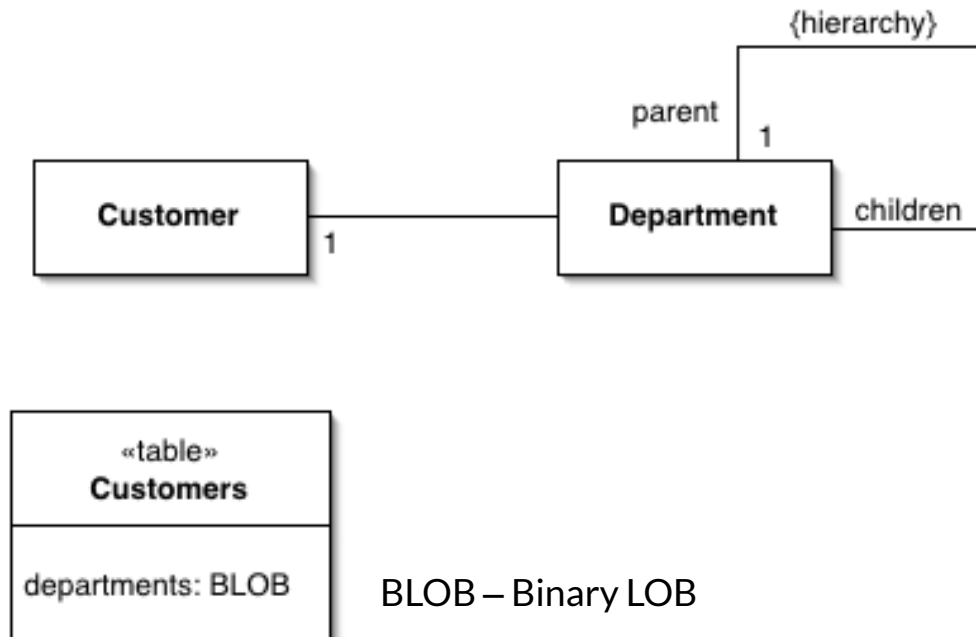 {hierarchy}
parent
1
Customer
1
Department
children
«table»
Customers
departments: BLOB
BLOB – Binary LOB